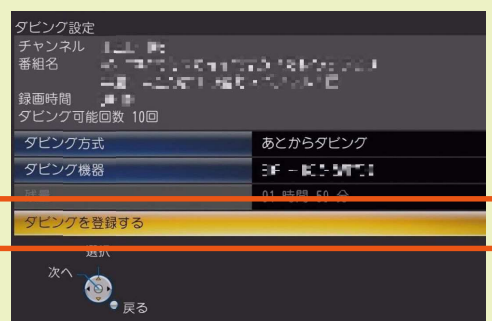 ダビング設定
チャンネル
番組名
録画時間
ダビング可能回数 10回
ダビング方式 あとからダビング
ダビング機器
残量 01 時間 59 分
ダビングを登録する
選択
次へ
戻る